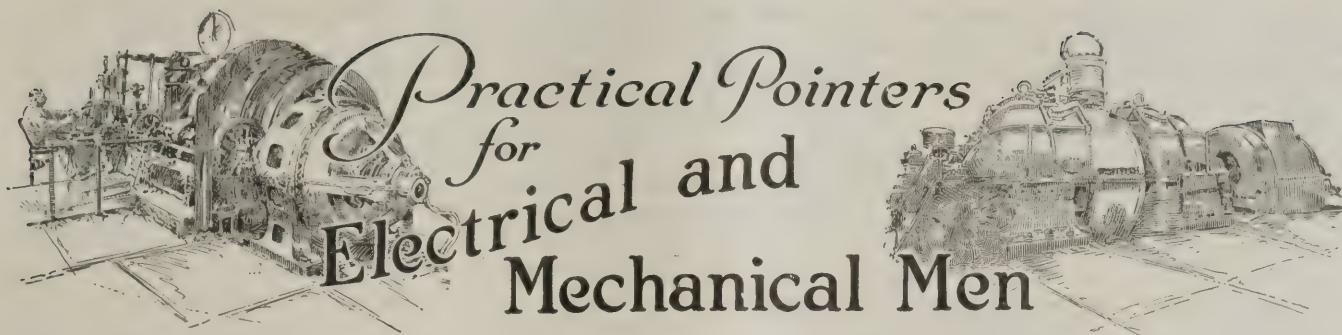 Practical Pointers
for
Electrical and
Mechanical Men